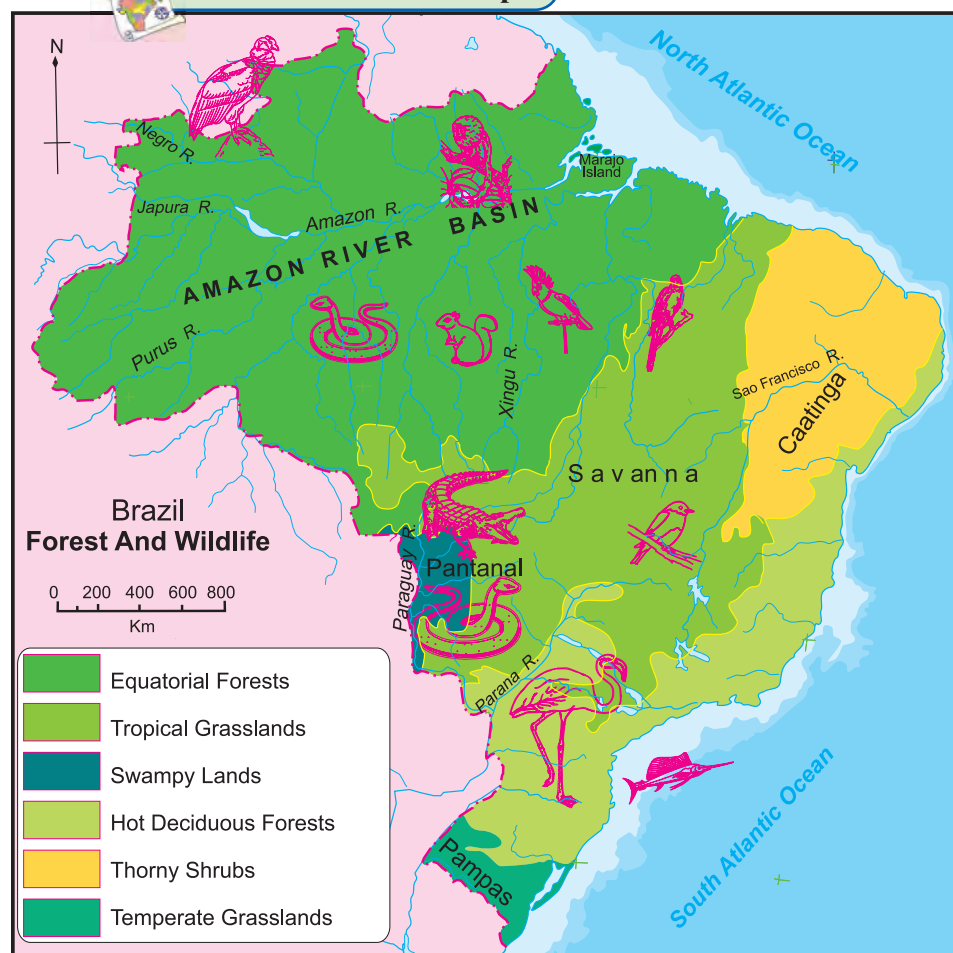 N
North Atlantic Ocean
Negro R.
Marajo
Island
Japura R.
Amazon R.
AMAZON RIVER BASIN
Purus R.
Xingu R.
Sao Francisco R.
Caatinga
Savanna
Brazil
Forest And Wildlife
Paraguay R.
Pantanal
0 200 400 600 800
Km
Parana R.
Equatorial Forests
Tropical Grasslands
Swampy Lands
Hot Deciduous Forests
Thorny Shrubs
Temperate Grasslands
Pampas
South Atlantic Ocean